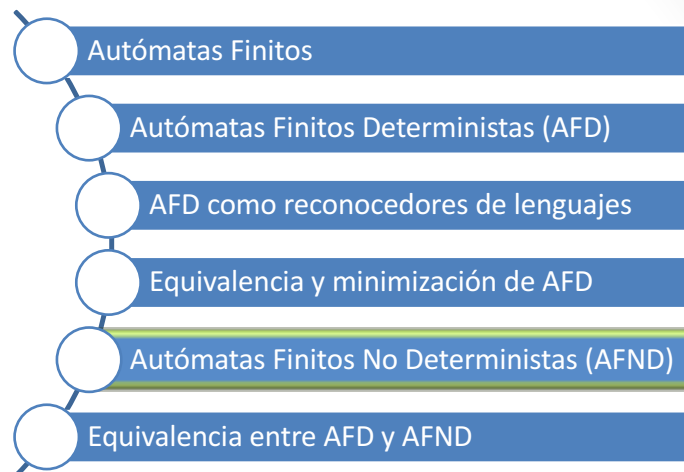 Autómatas Finitos
Autómatas Finitos Deterministas (AFD)
AFD como reconocedores de lenguajes
Equivalencia y minimización de AFD
Autómatas Finitos No Deterministas (AFND)
Equivalencia entre AFD y AFND